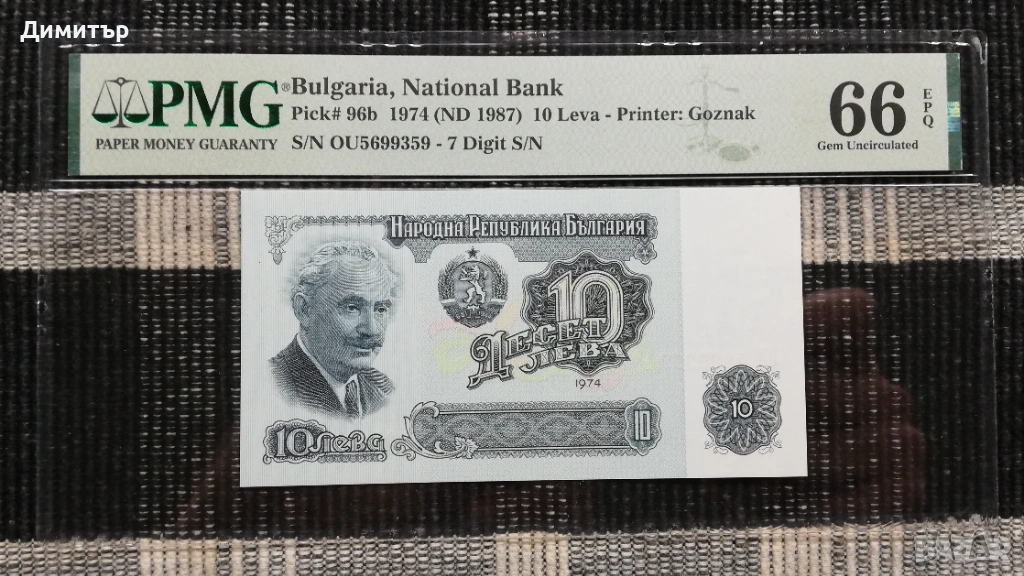 Димитър
PMG®
PAPER MONEY GUARANTY
Bulgaria, National Bank
Pick# 96b 1974 (ND 1987) 10 Leva - Printer: Goznak
S/N OU5699359 - 7 Digit S/N
66
EPQ
Gem Uncirculated
Народна Република България
10
Десет
лева
1974
10 лева
10
10
BAZAR